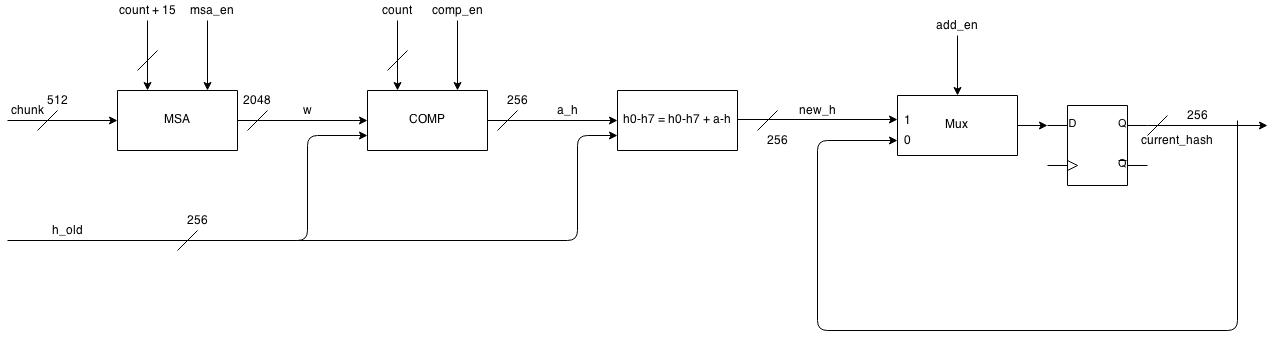 count + 15 msa_en
count comp_en
add_en
chunk 512
MSA
2048 w
COMP
256 a_h
h0-h7 = h0-h7 + a-h
new_h
256
1
0
Mux
D Q
Q
256
current_hash
h_old 256